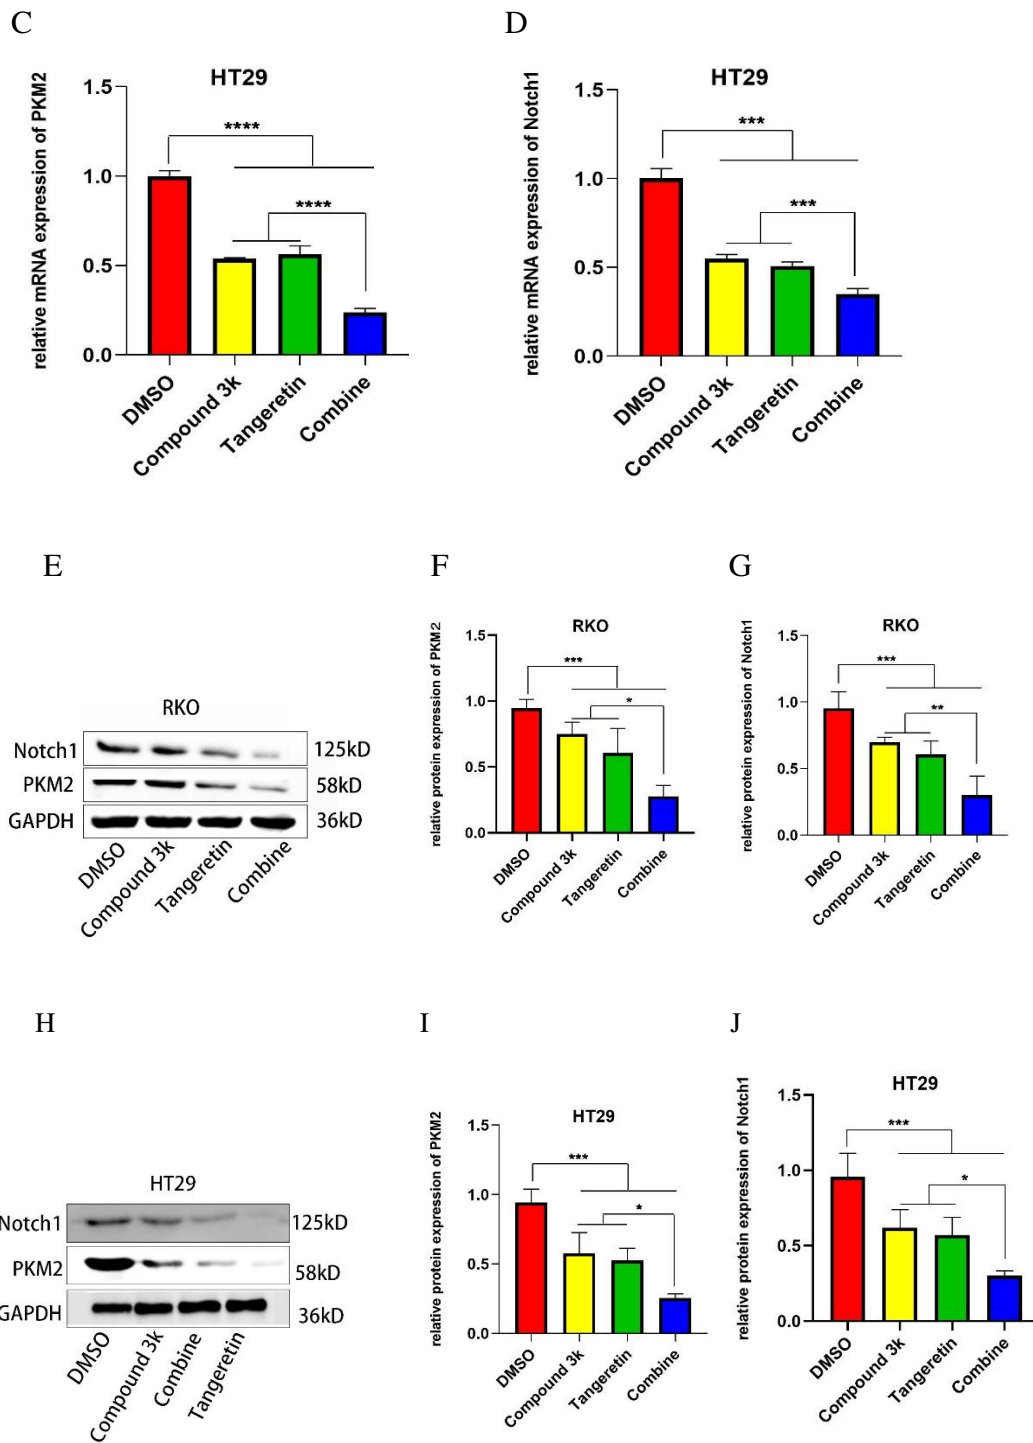 C
D
HT29
relative mRNA expression of PKM2
1.5
1.0
0.5
0.0
****
****
DMSO
Compound 3k
Tangeretin
Combine
HT29
relative mRNA expression of Notch1
1.5
1.0
0.5
0.0
***
***
DMSO
Compound 3k
Tangeretin
Combine
E
F
G
RKO
Notch1
125kD
PKM2
58kD
GAPDH
36kD
DMSO
Compound 3k
Tangeretin
Combine
RKO
relative protein expression of PKM2
1.5
1.0
0.5
0.0
***
*
DMSO
Compound 3k
Tangeretin
Combine
RKO
relative protein expression of Notch1
1.5
1.0
0.5
0.0
***
**
DMSO
Compound 3k
Tangeretin
Combine
H
I
J
HT29
Notch1
125kD
PKM2
58kD
GAPDH
36kD
DMSO
Compound 3k
Combine
Tangeretin
HT29
relative protein expression of PKM2
1.5
1.0
0.5
0.0
***
*
DMSO
Compound 3k
Tangeretin
Combine
HT29
relative protein expression of Notch1
1.5
1.0
0.5
0.0
***
*
DMSO
Compound 3k
Tangeretin
Combine